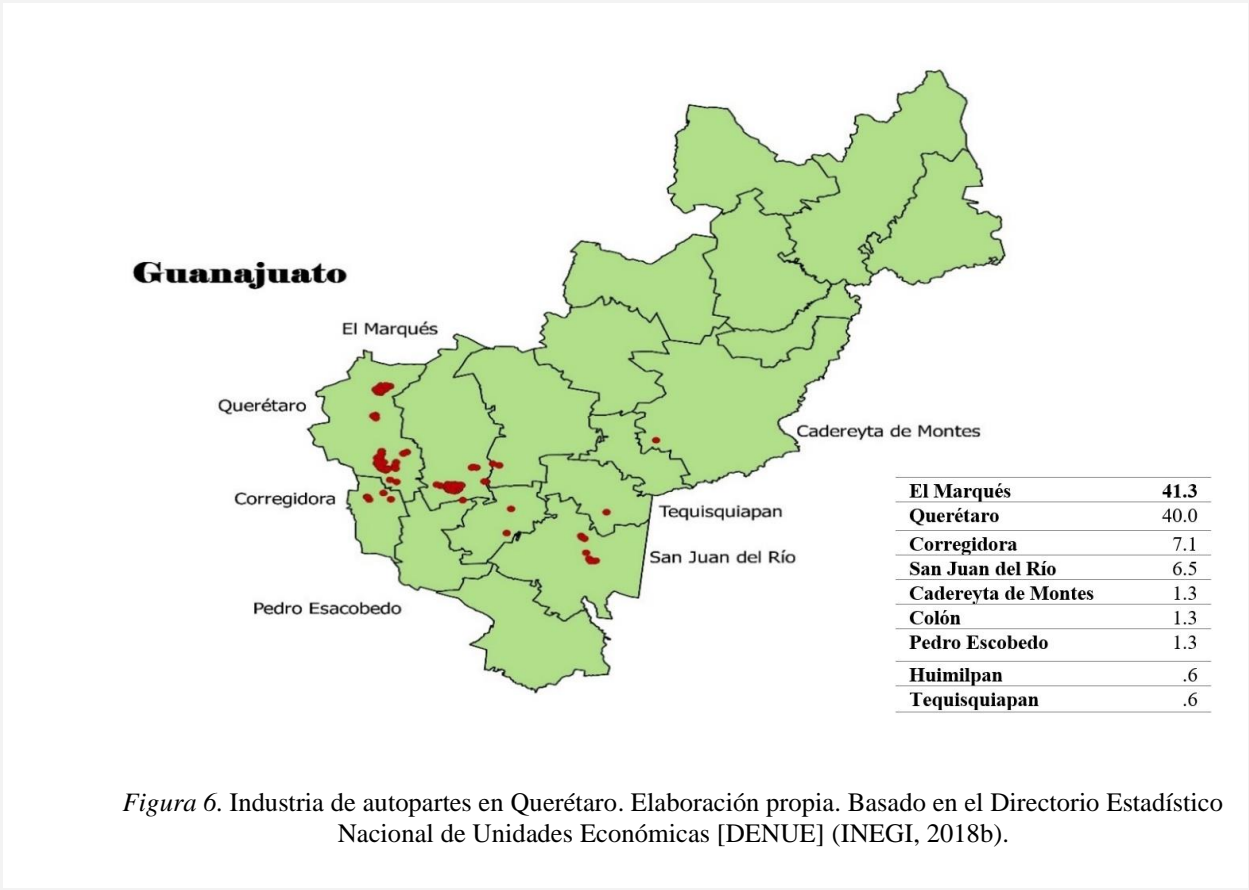 Guanajuato
El Marqués
Querétaro
Cadereyta de Montes
Corregidora
Tequisquiapan
San Juan del Río
Pedro Esacobedo
El Marqués 41.3
Querétaro 40.0
Corregidora 7.1
San Juan del Río 6.5
Cadereyta de Montes 1.3
Colón 1.3
Pedro Escobedo 1.3
Huimilpan .6
Tequisquiapan .6
Figura 6. Industria de autopartes en Querétaro. Elaboración propia. Basado en el Directorio Estadístico
Nacional de Unidades Económicas [DENUE] (INEGI, 2018b).